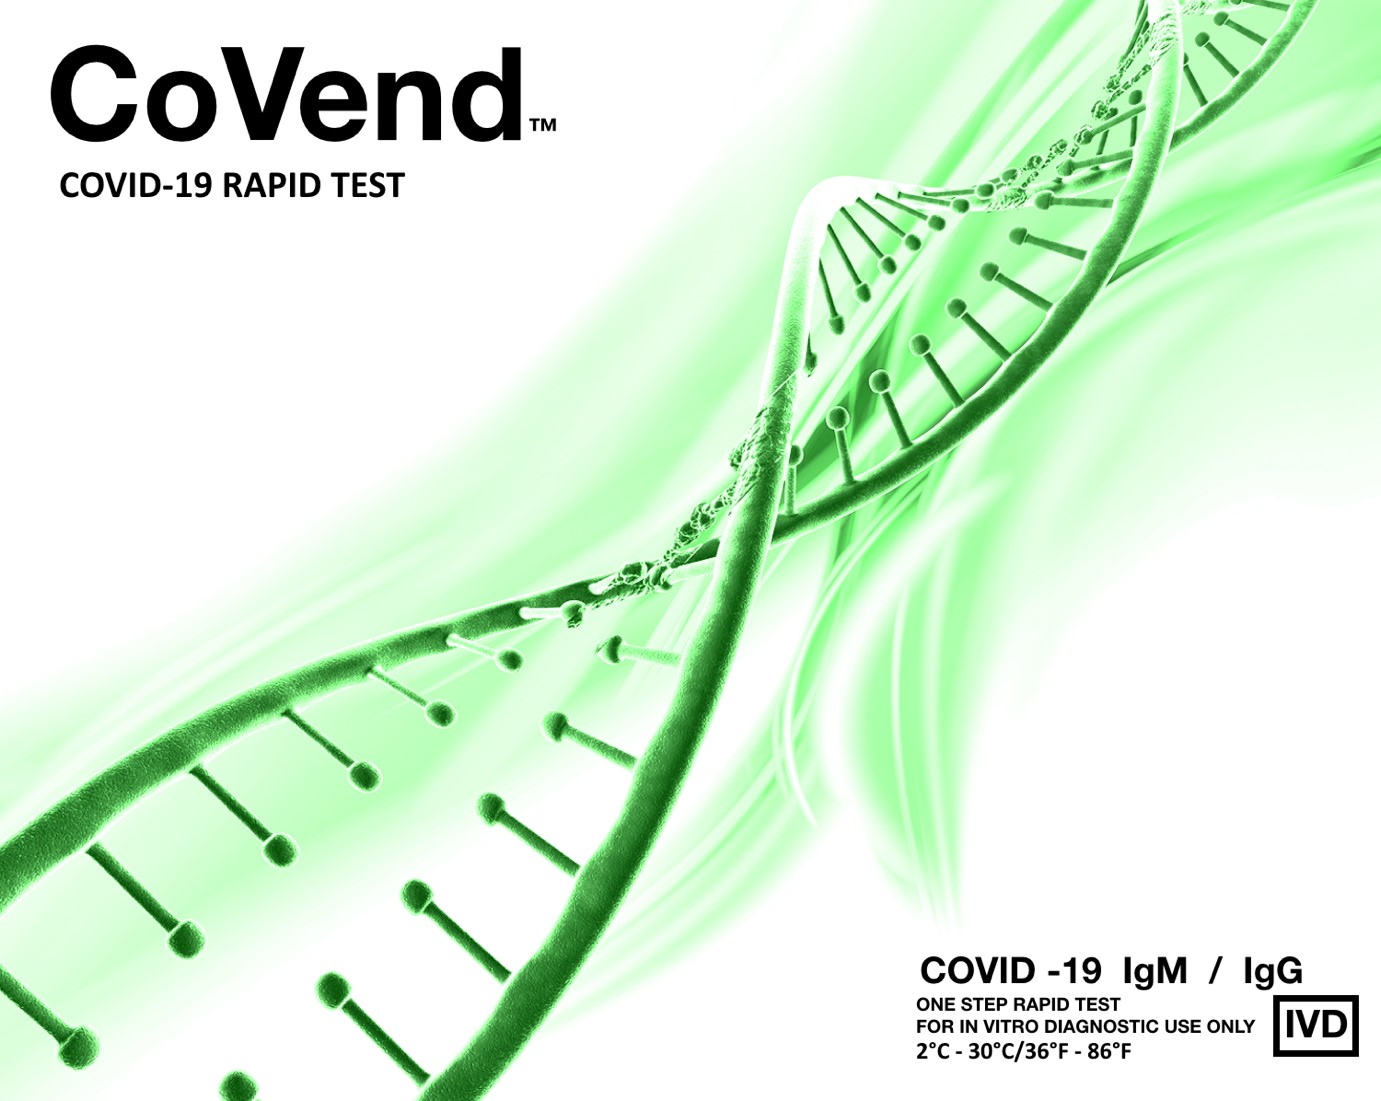 CoVend™
COVID-19 RAPID TEST
COVID -19 IgM / IgG
ONE STEP RAPID TEST
FOR IN VITRO DIAGNOSTIC USE ONLY
IVD
2°C - 30°C/36°F - 86°F